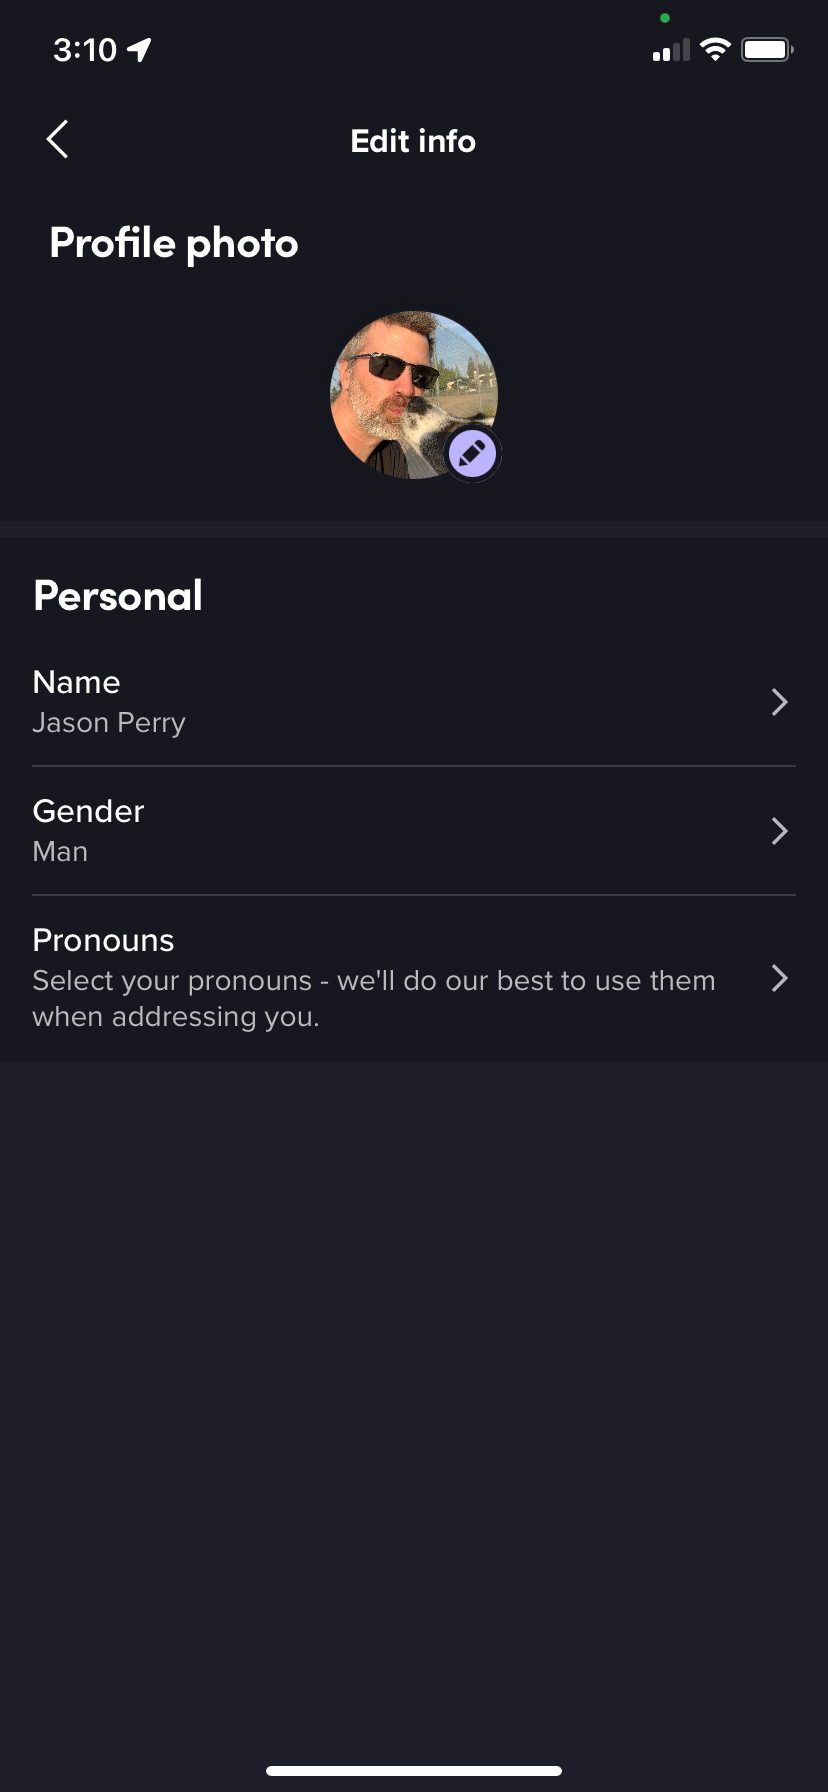 3:10
Edit info
Profile photo
Personal
Name
Jason Perry
Gender
Man
Pronouns
Select your pronouns - we'll do our best to use them
when addressing you.